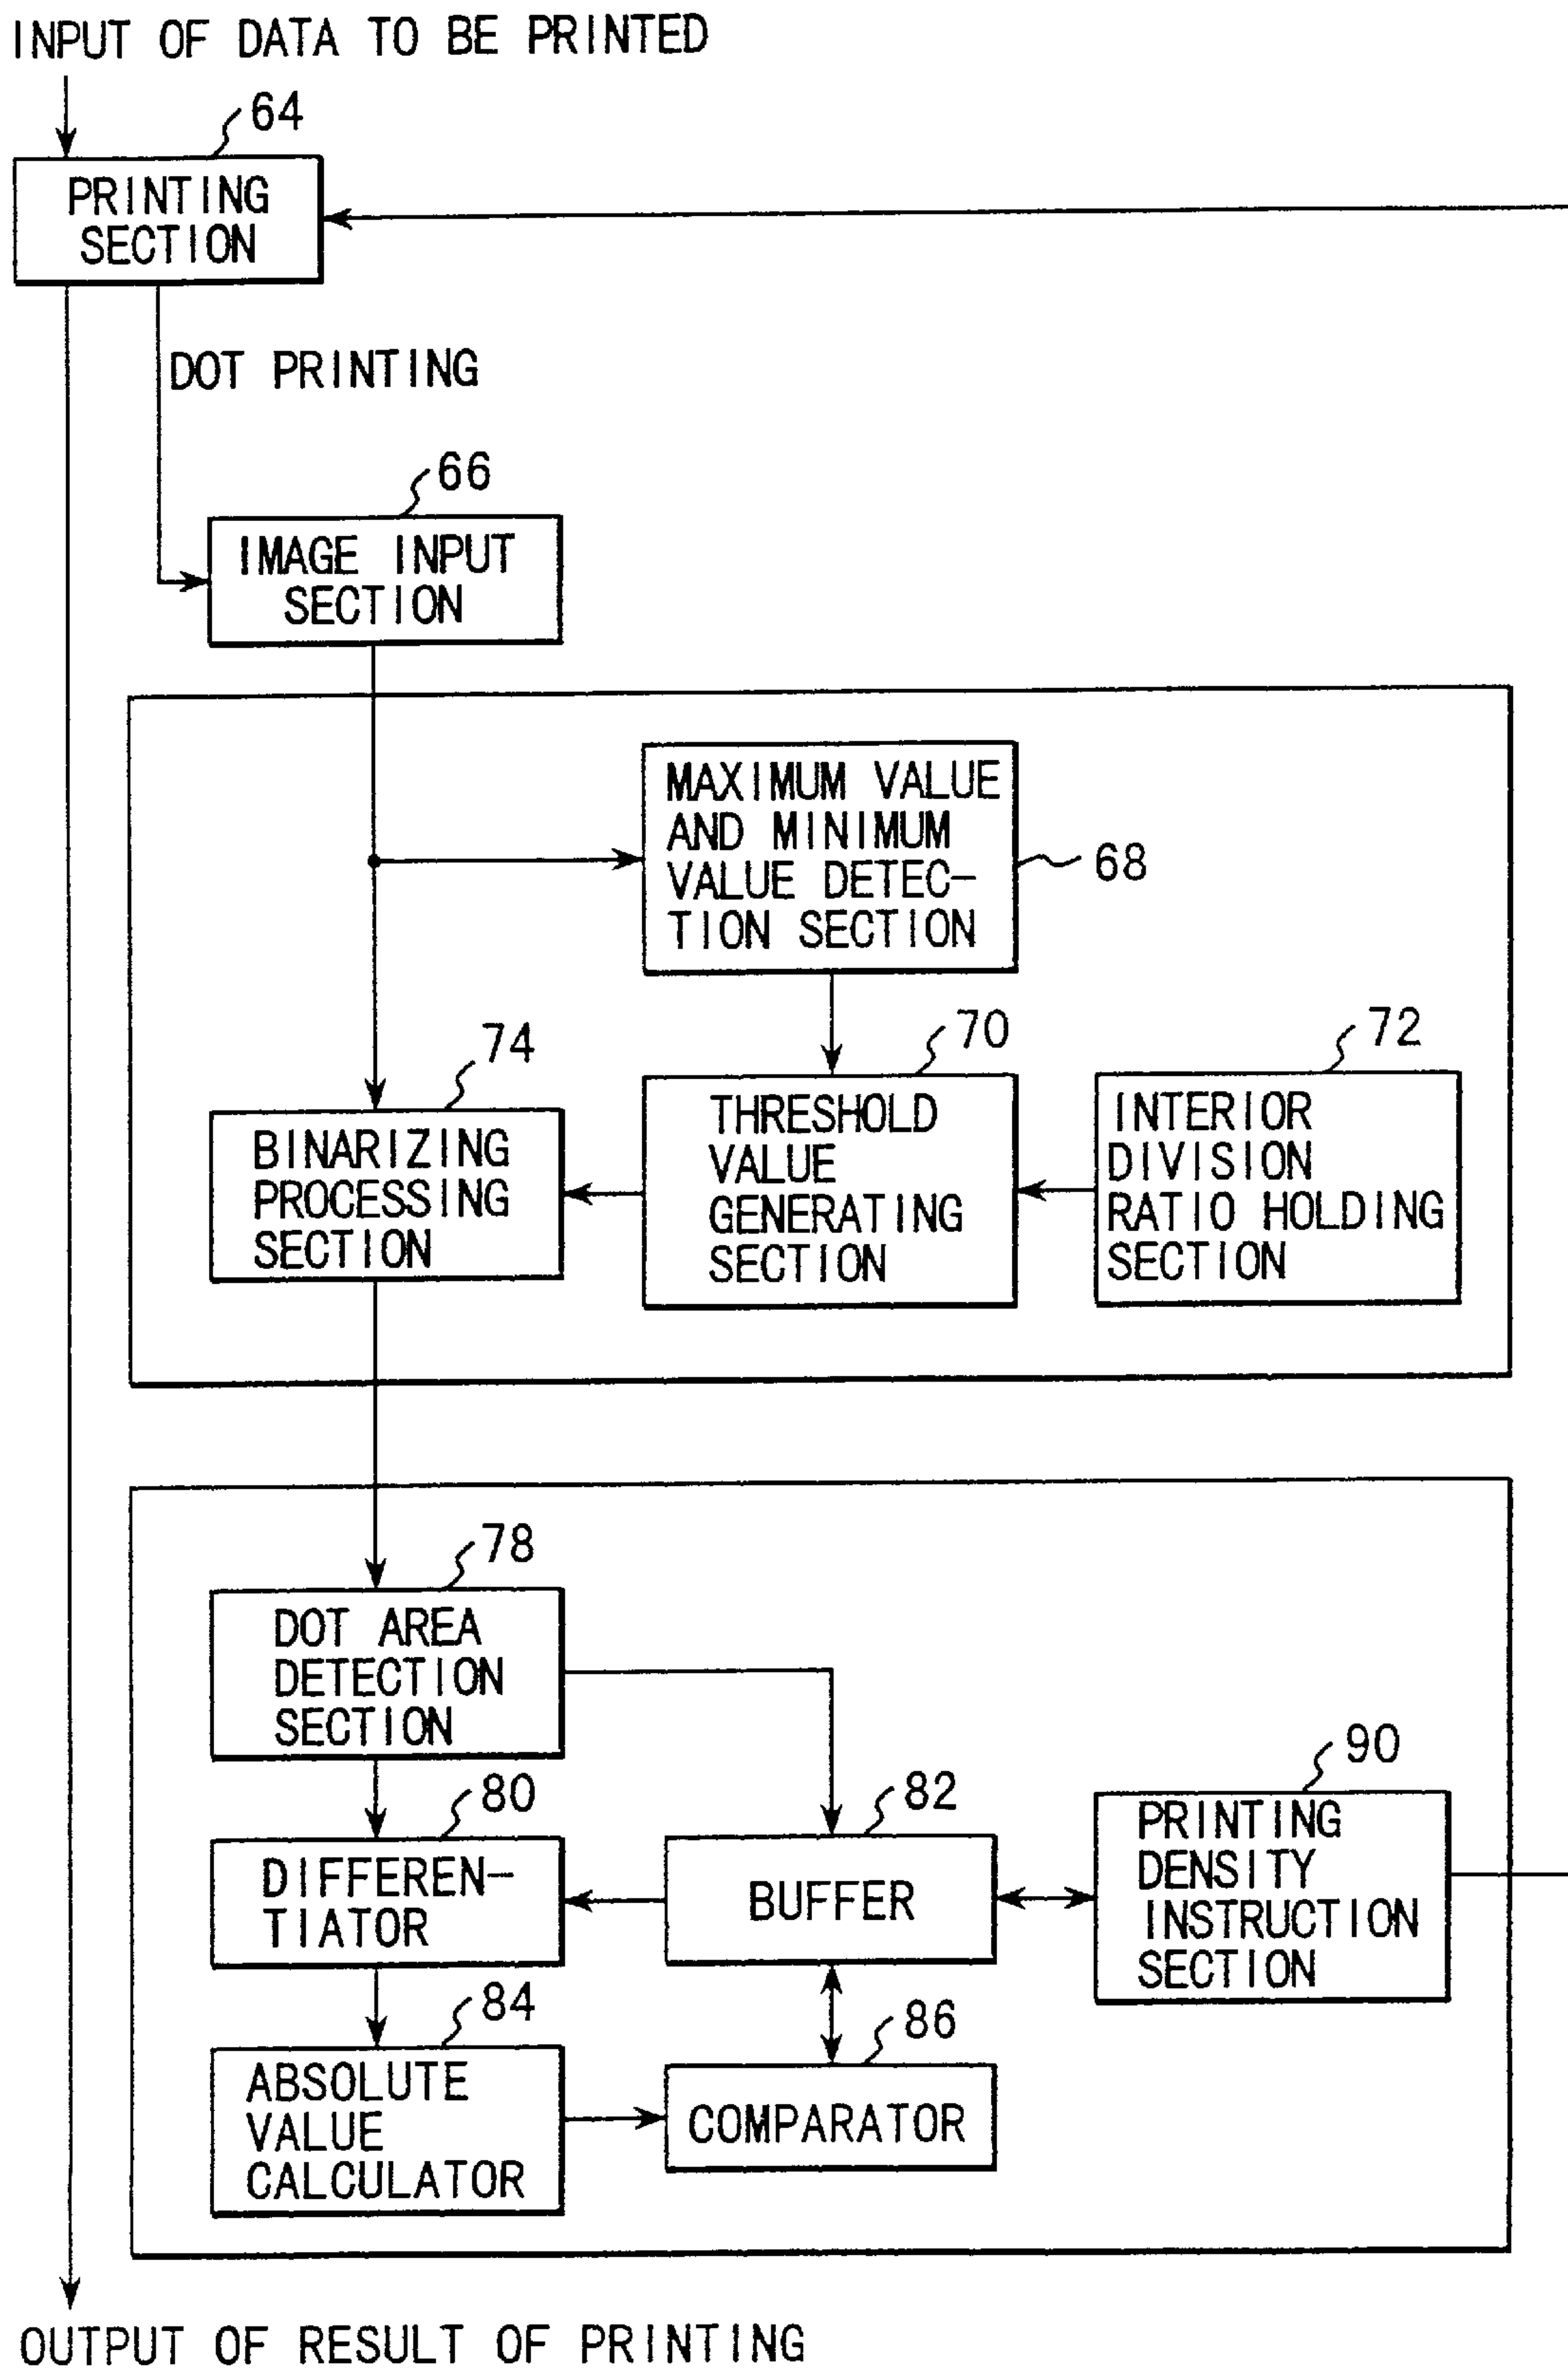 INPUT OF DATA TO BE PRINTED
64
PRINTING
SECTION
DOT PRINTING
66
IMAGE INPUT
SECTION
MAXIMUM VALUE
AND MINIMUM
VALUE DETEC-
TION SECTION
68
74
BINARIZING
PROCESSING
SECTION
70
THRESHOLD
VALUE
GENERATING
SECTION
72
INTERIOR
DIVISION
RATIO HOLDING
SECTION
78
DOT AREA
DETECTION
SECTION
80
DIFFEREN-
TIATOR
82
BUFFER
90
PRINTING
DENSITY
INSTRUCTION
SECTION
84
ABSOLUTE
VALUE
CALCULATOR
86
COMPARATOR
OUTPUT OF RESULT OF PRINTING